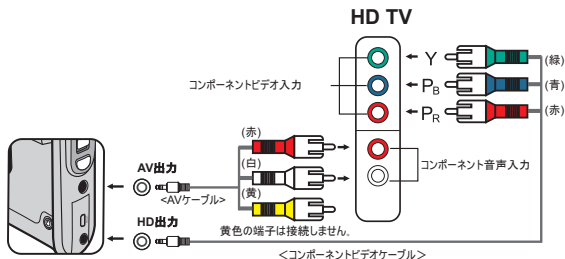 HD TV
Y
(緑)
コンポーネントビデオ入力
PB
(青)
PR
(赤)
(赤)
(白)
コンポーネント音声入力
AV出力
<AVケーブル>
(黄)
HD出力
黄色の端子は接続しません。
<コンポーネントビデオケーブル>